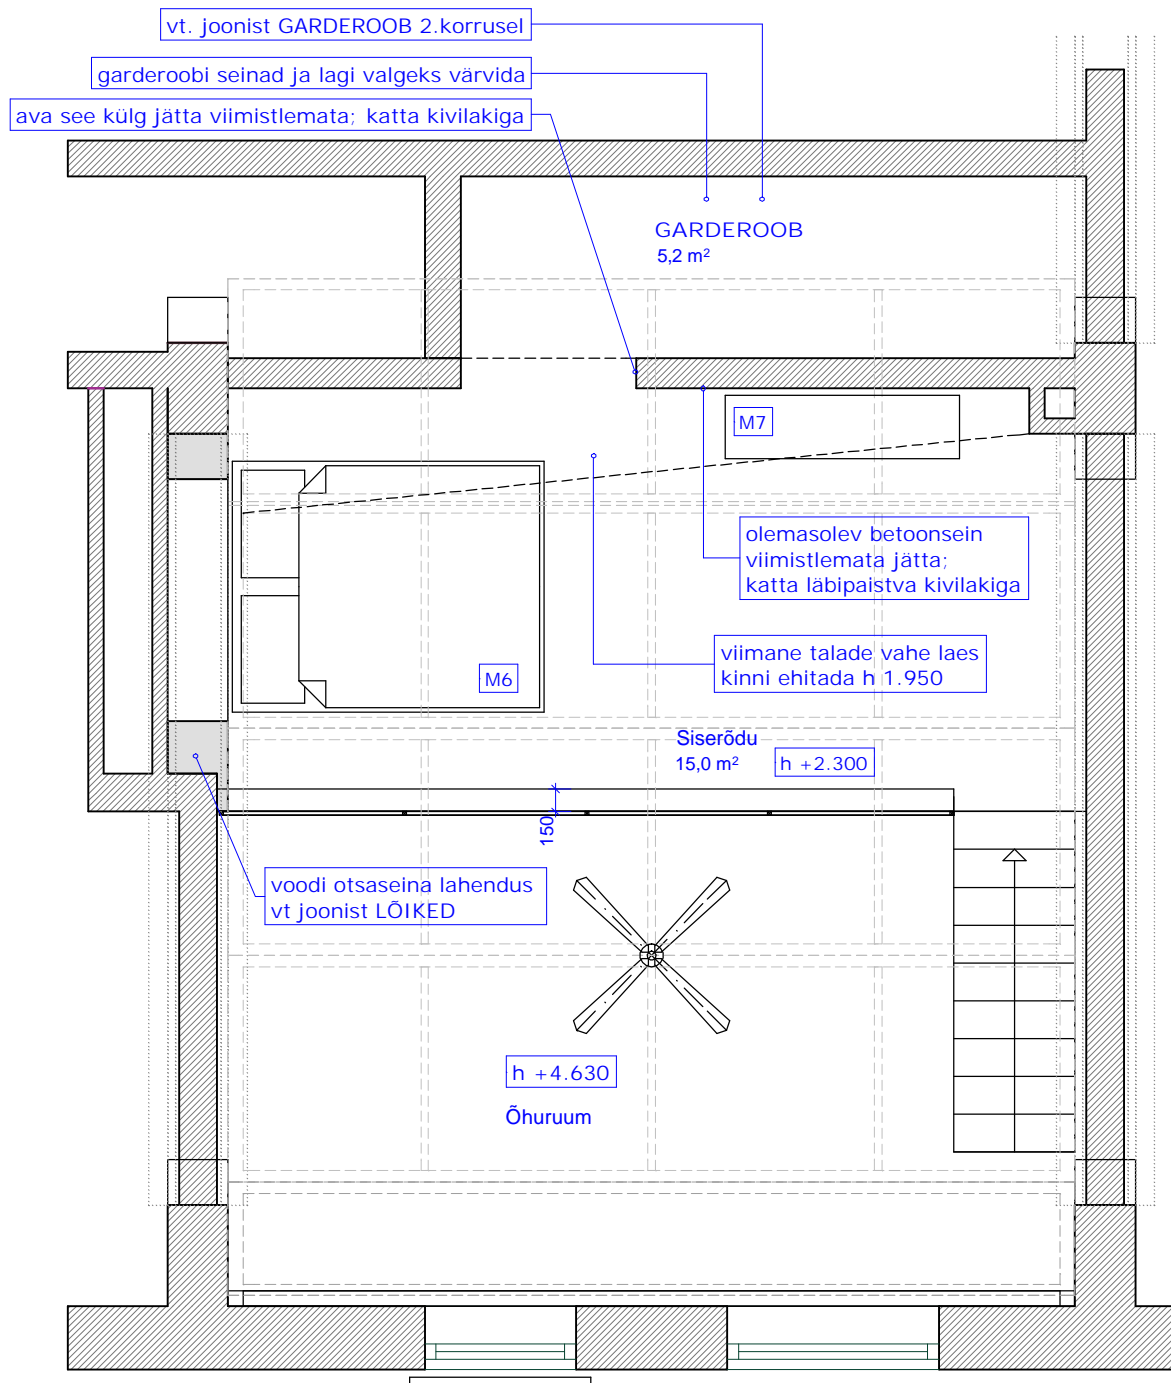 vt. joonist GARDEROOB 2.korrusel
garderoobi seinad ja lagi valgeks värvida
ava see külg jätta viimistlemata; katta kivilakiga
GARDEROOB
5,2 m²
M7
olemasolev betoonsein
viimistlemata jätta;
katta läbipaistva kivilakiga
viimane talade vahe laes
kinni ehitada h 1.950
M6
Siserõdu
15,0 m²
h +2.300
150
voodi otsaseina lahendus
vt joonist LÕIKED
h +4.630
Õhuruum